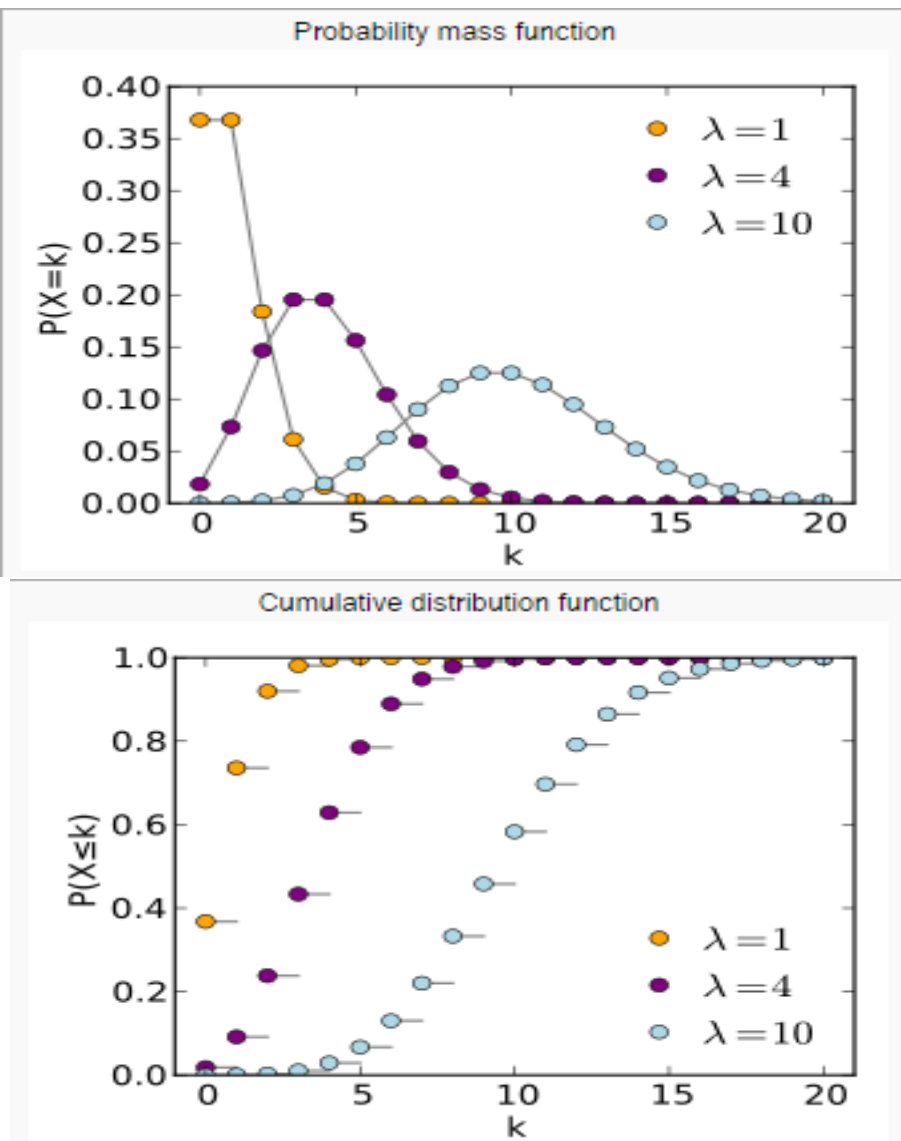 Probability mass function
0.40
0.35
0.30
0.25
0.20
0.15
0.10
0.05
0.00
P(X=k)
λ=1
λ=4
λ=10
0 5 10 15 20
k
Cumulative distribution function
1.0
0.8
0.6
0.4
0.2
0.0
P(X≤k)
λ=1
λ=4
λ=10
0 5 10 15 20
k